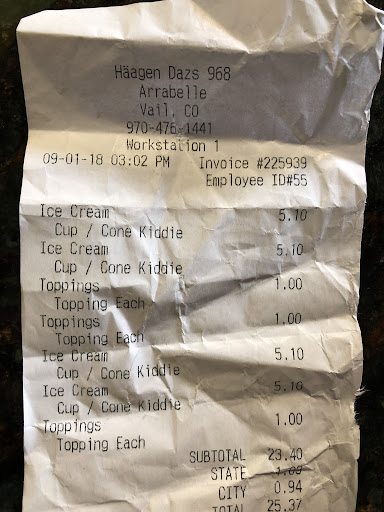 Häagen Dazs 968
Arrabelle
Vail, CO
970-476-1441
Workstation 1
09-01-18 03:02 PM Invoice #225939
Employee ID#55
Ice Cream 5.10
Cup / Cone Kiddie
Ice Cream 5.10
Cup / Cone Kiddie
Toppings 1.00
Topping Each
Toppings 1.00
Topping Each
Ice Cream 5.10
Cup / Cone Kiddie
Ice Cream 5.10
Cup / Cone Kiddie
Toppings 1.00
Topping Each
SUBTOTAL 23.40
STATE 1.03
CITY 0.94
TOTAL 25.37